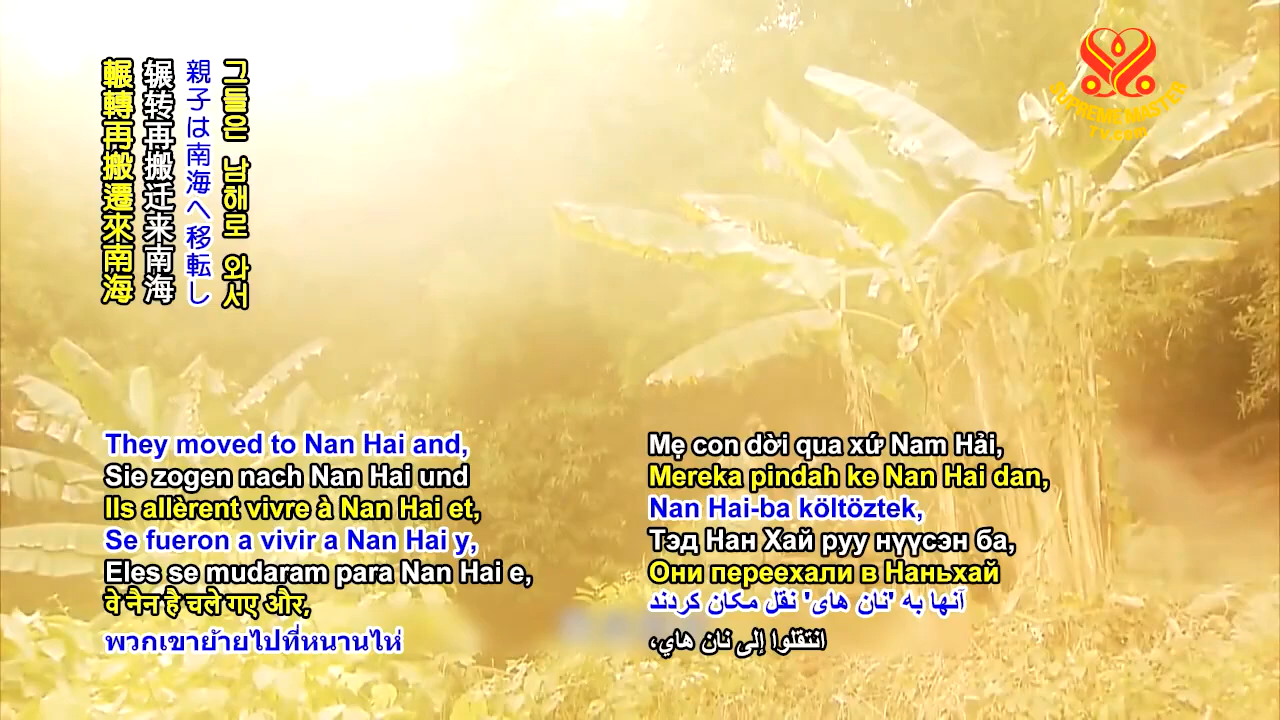 輾轉再搬遷來南海
辗转再搬迁来南海
親子は南海へ移転し
그들은 남해로 와서
SUPREME MASTER
TV.com
They moved to Nan Hai and,
Sie zogen nach Nan Hai und
Ils allèrent vivre à Nan Hai et,
Se fueron a vivir a Nan Hai y,
Eles se mudaram para Nan Hai e,
वे नैन है चले गए और,
พวกเขาย้ายไปที่หนานไห่
Mẹ con dời qua xứ Nam Hải,
Mereka pindah ke Nan Hai dan,
Nan Hai-ba költöztek,
Тэд Нан Хай руу нүүсэн ба,
Они переехали в Наньхай
آنها به 'نان های' نقل مکان کردند
انتقلوا إلى نان هاي،